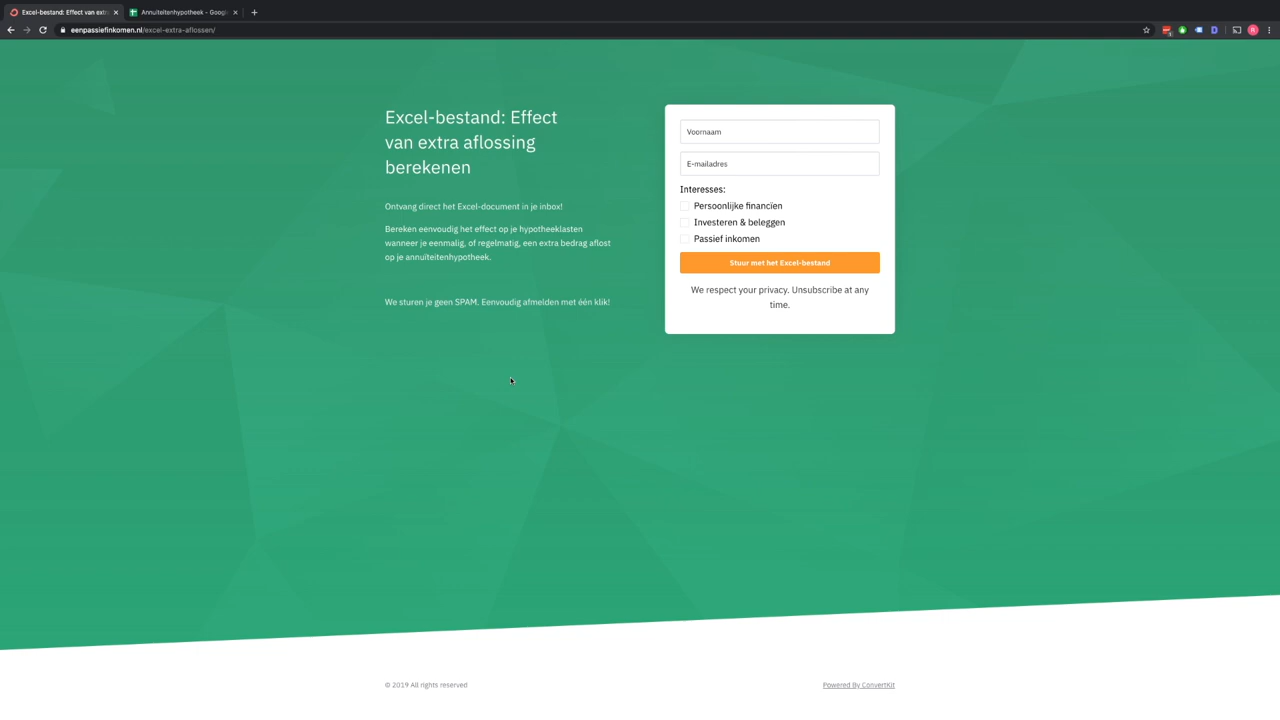 Excel-bestand: Effect van extr
Annuïteitenhypotheek - Googl
eenpassiefinkomen.nl/excel-extra-aflossen/
Excel-bestand: Effect
van extra aflossing
berekenen
Ontvang direct het Excel-document in je inbox!
Bereken eenvoudig het effect op je hypotheeklasten
wanneer je eenmalig, of regelmatig, een extra bedrag aflost
op je annuïteitenhypotheek.
We sturen je geen SPAM. Eenvoudig afmelden met één klik!
Voornaam
E-mailadres
Interesses:
Persoonlijke financïen
Investeren & beleggen
Passief inkomen
Stuur met het Excel-bestand
We respect your privacy. Unsubscribe at any
time.
© 2019 All rights reserved
Powered By ConvertKit